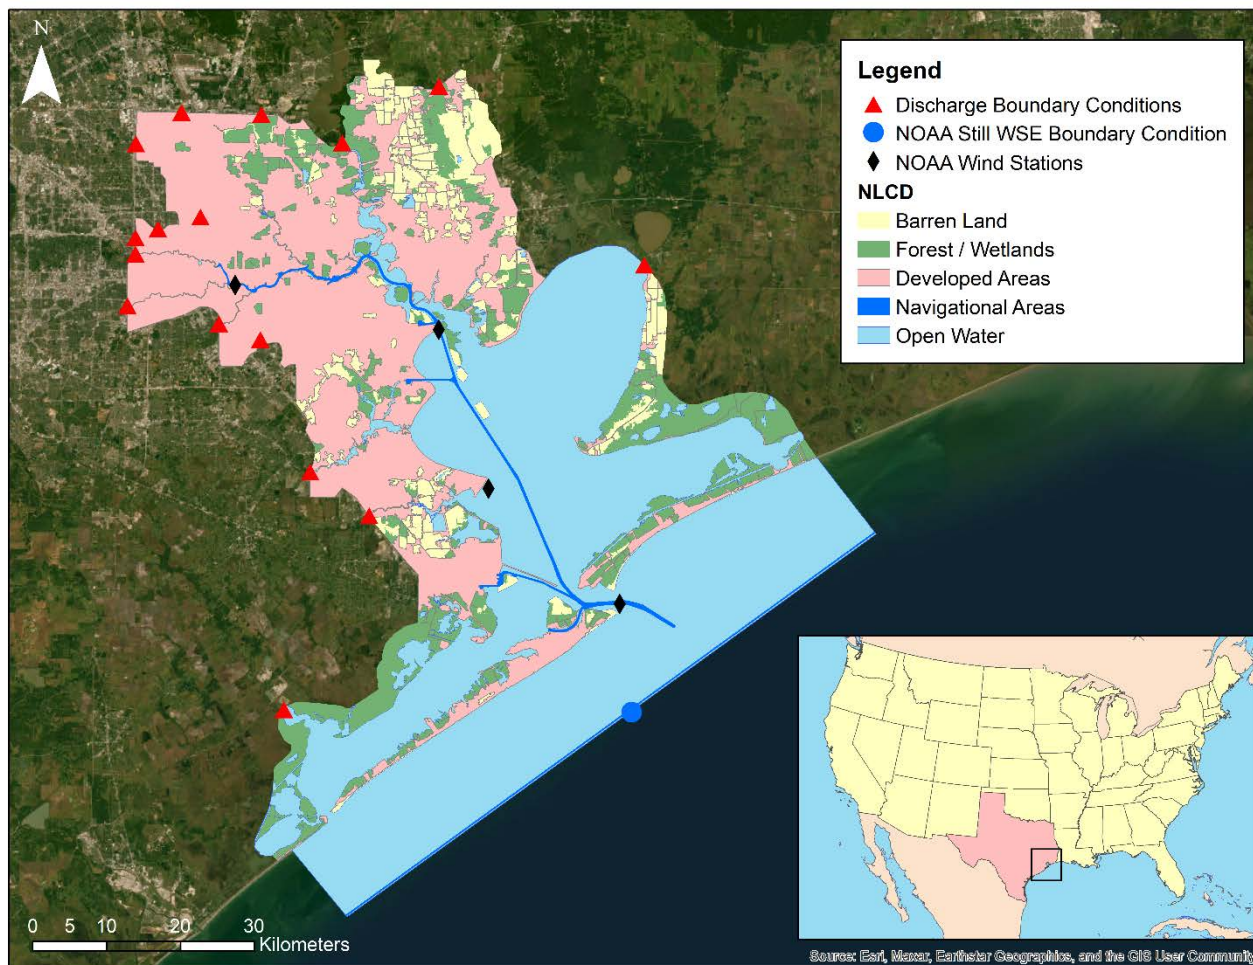 N
Legend
Discharge Boundary Conditions
NOAA Still WSE Boundary Condition
NOAA Wind Stations
NLCD
Barren Land
Forest / Wetlands
Developed Areas
Navigational Areas
Open Water
0 5 10 20 30
Kilometers
Source: Esri, Maxar, Earthstar Geographics, and the GIS User Community